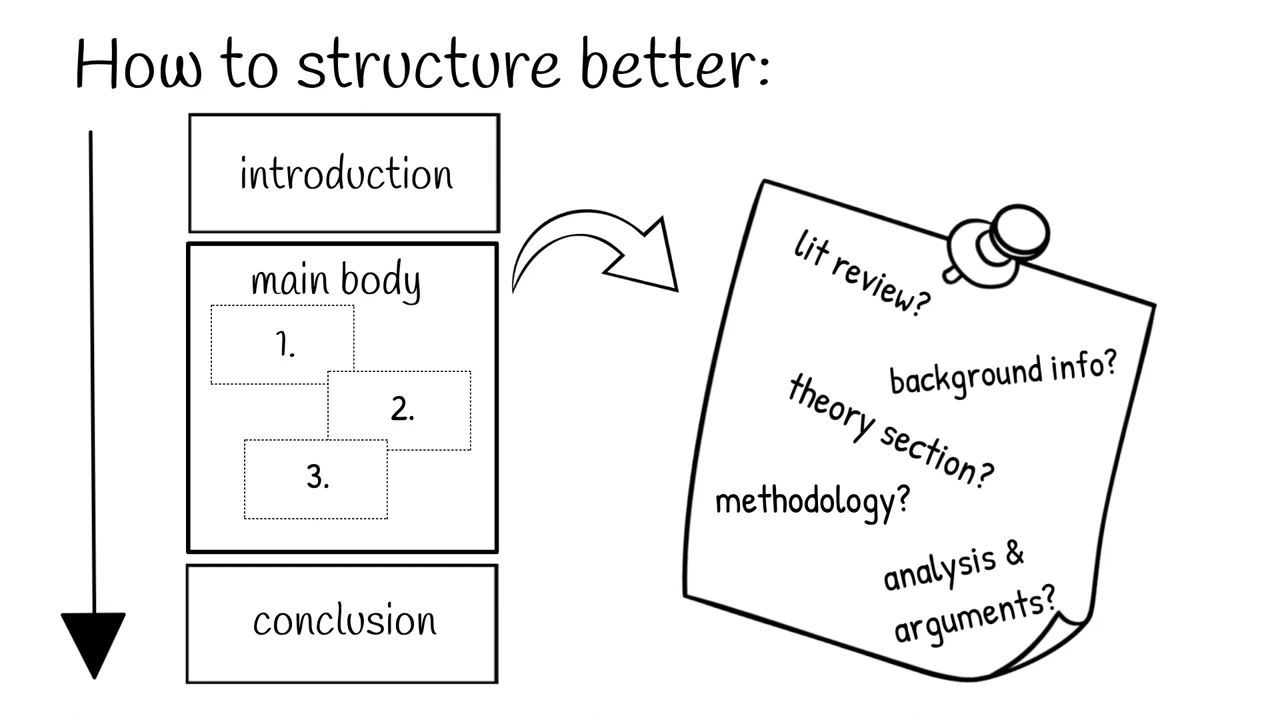 How to structure better:
introduction
main body
1.
2.
3.
conclusion
lit review?
background info?
theory section?
methodology?
analysis &
arguments?